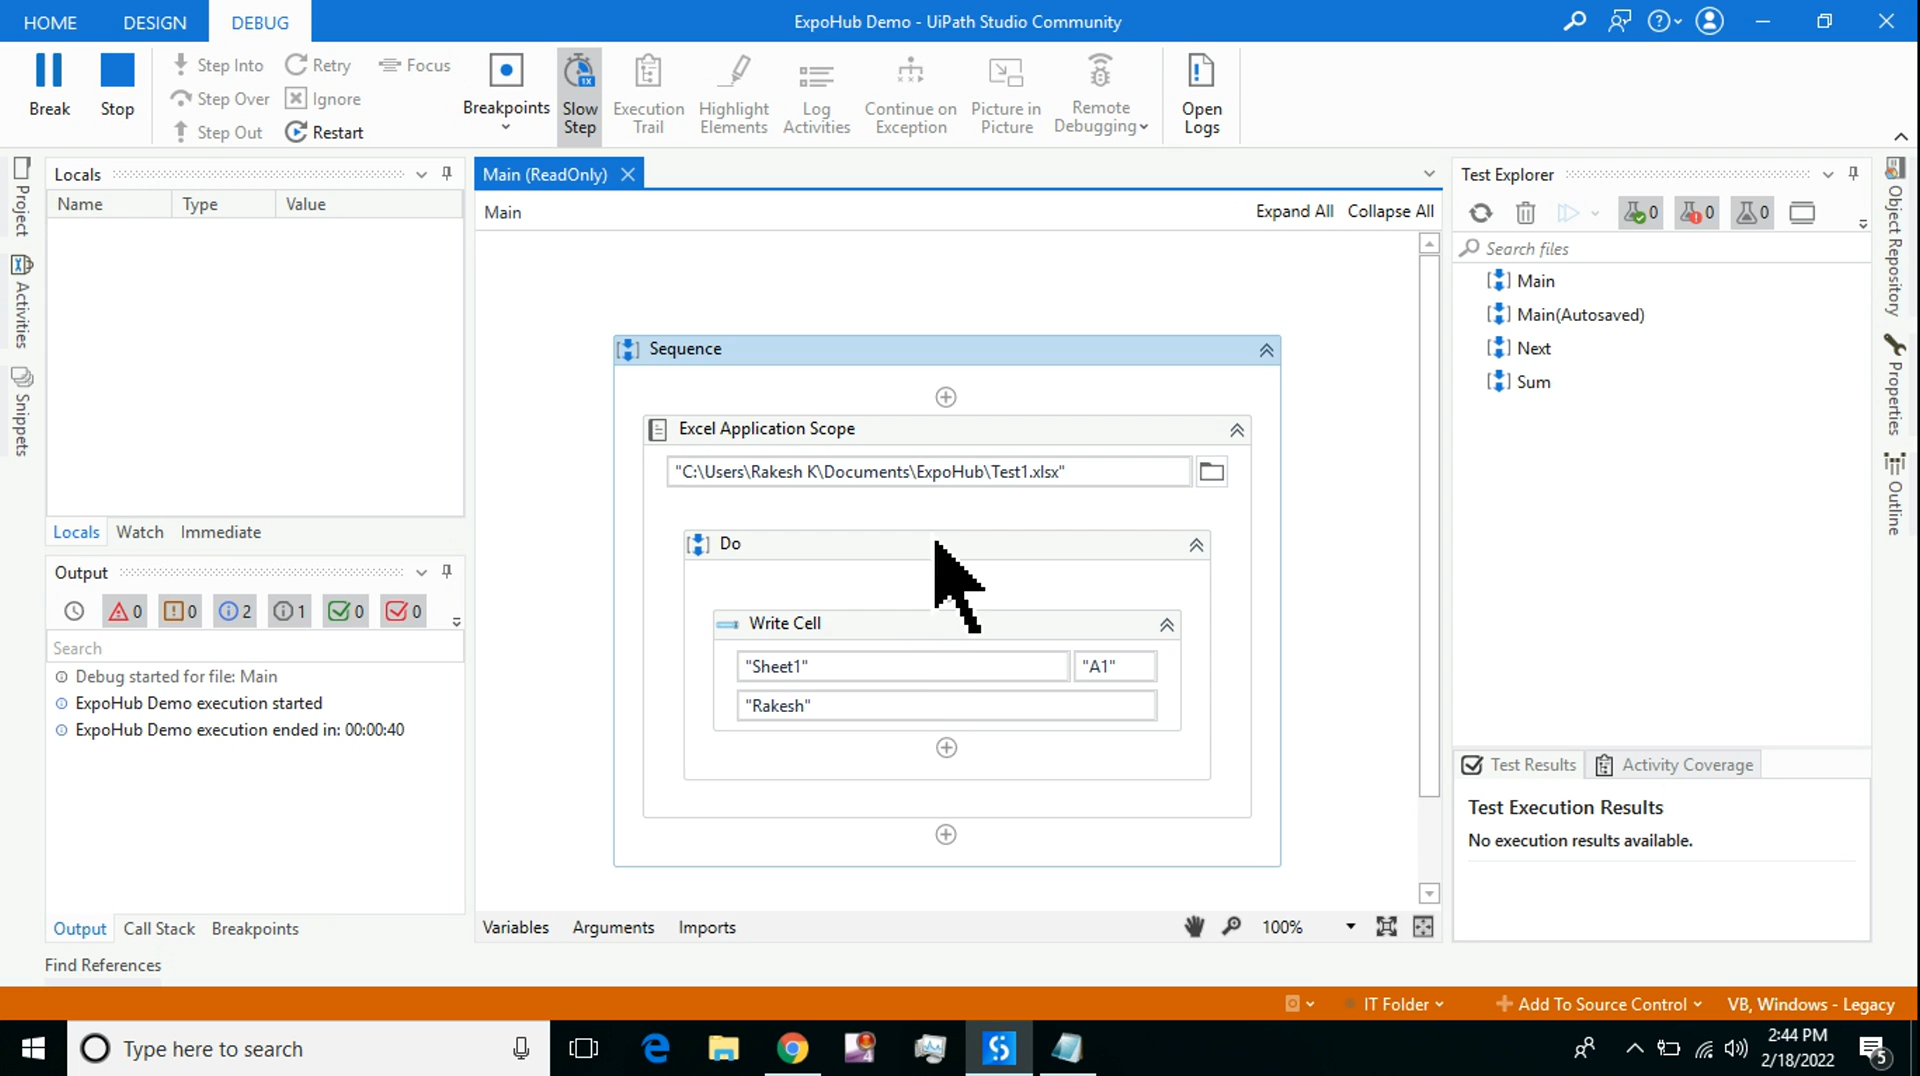 HOME DESIGN DEBUG ExpoHub Demo - UiPath Studio Community
Break Stop Step Into Retry Focus Breakpoints Slow Step Execution Trail Highlight Elements Log Activities Continue on Exception Picture in Picture Remote Debugging Open Logs
Step Over Ignore
Step Out Restart
Project
Activities
Snippets
Locals
Name Type Value
Locals Watch Immediate
Output
0 0 2 1 0 0
Search
Debug started for file: Main
ExpoHub Demo execution started
ExpoHub Demo execution ended in: 00:00:40
Output Call Stack Breakpoints
Find References
Main (ReadOnly)
Main Expand All Collapse All
Sequence
Excel Application Scope
"C:\Users\Rakesh K\Documents\ExpoHub\Test1.xlsx"
Do
Write Cell
"Sheet1" "A1"
"Rakesh"
Variables Arguments Imports 100%
Test Explorer
0 0 0
Search files
Main
Main(Autosaved)
Next
Sum
Test Results Activity Coverage
Test Execution Results
No execution results available.
Object Repository
Properties
Outline
IT Folder Add To Source Control VB, Windows - Legacy
Type here to search
2:44 PM
2/18/2022
5